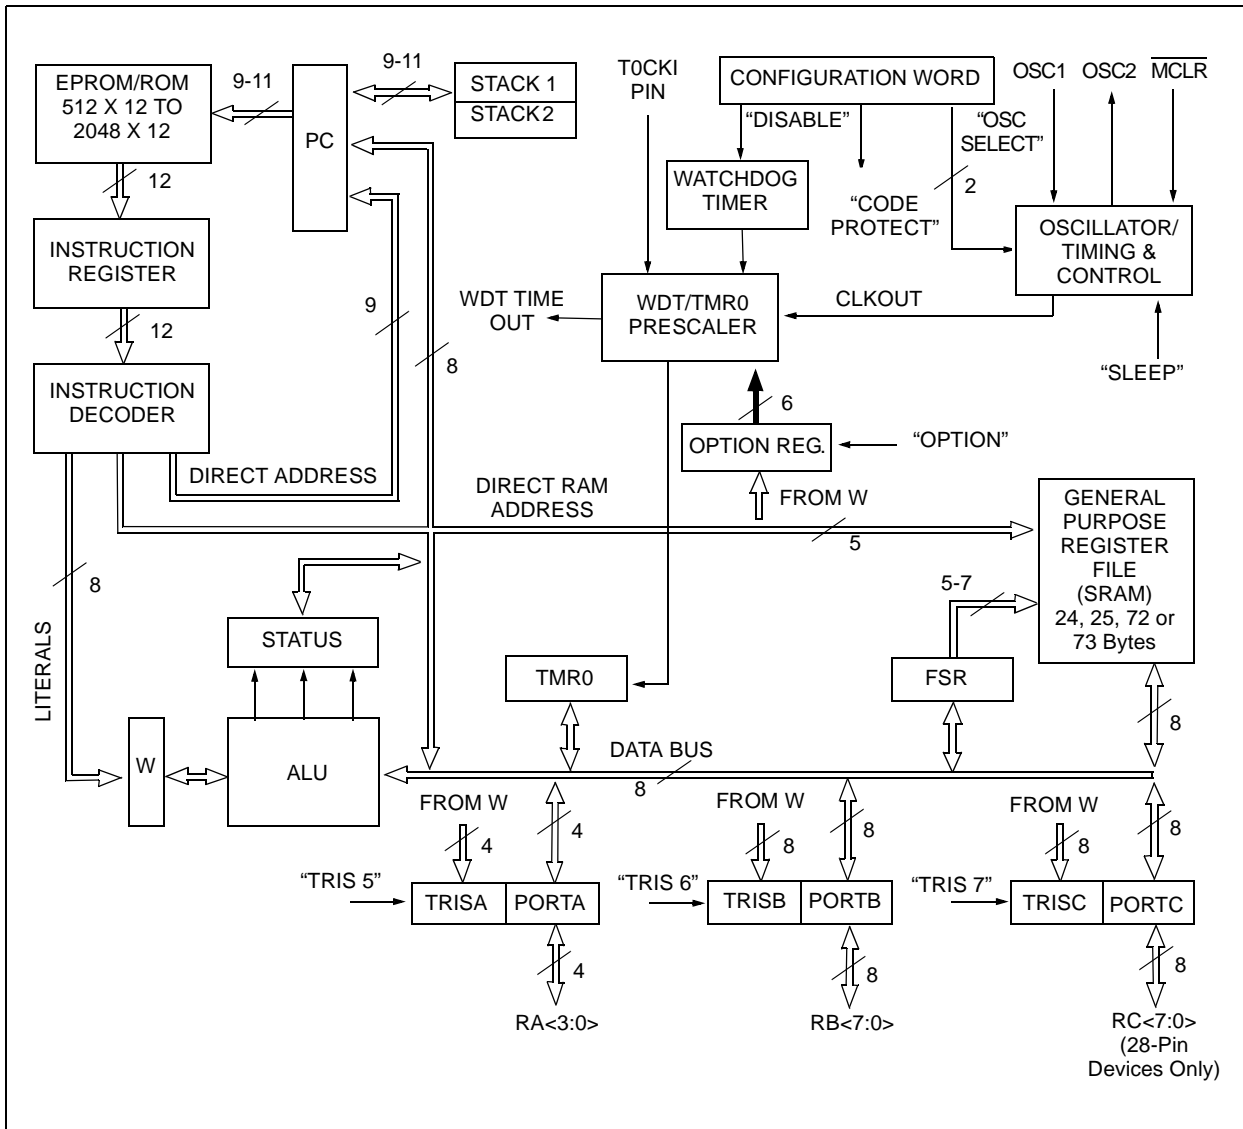 EPROM/ROM
512 X 12 TO
2048 X 12
9-11
PC
9-11
STACK 1
STACK 2
T0CKI
PIN
CONFIGURATION WORD
OSC1
OSC2
MCLR
“DISABLE”
“OSC
SELECT”
12
WATCHDOG
TIMER
“CODE
PROTECT”
2
INSTRUCTION
REGISTER
OSCILLATOR/
TIMING &
CONTROL
9
WDT TIME
OUT
WDT/TMR0
PRESCALER
CLKOUT
12
8
“SLEEP”
INSTRUCTION
DECODER
6
OPTION REG.
“OPTION”
DIRECT ADDRESS
DIRECT RAM
ADDRESS
FROM W
5
GENERAL
PURPOSE
REGISTER
FILE
(SRAM)
24, 25, 72 or
73 Bytes
8
5-7
LITERALS
STATUS
TMR0
FSR
8
W
ALU
DATA BUS
8
FROM W
4
4
FROM W
8
8
FROM W
8
8
“TRIS 5”
TRISA
PORTA
“TRIS 6”
TRISB
PORTB
“TRIS 7”
TRISC
PORTC
4
8
8
RA<3:0>
RB<7:0>
RC<7:0>
(28-Pin
Devices Only)